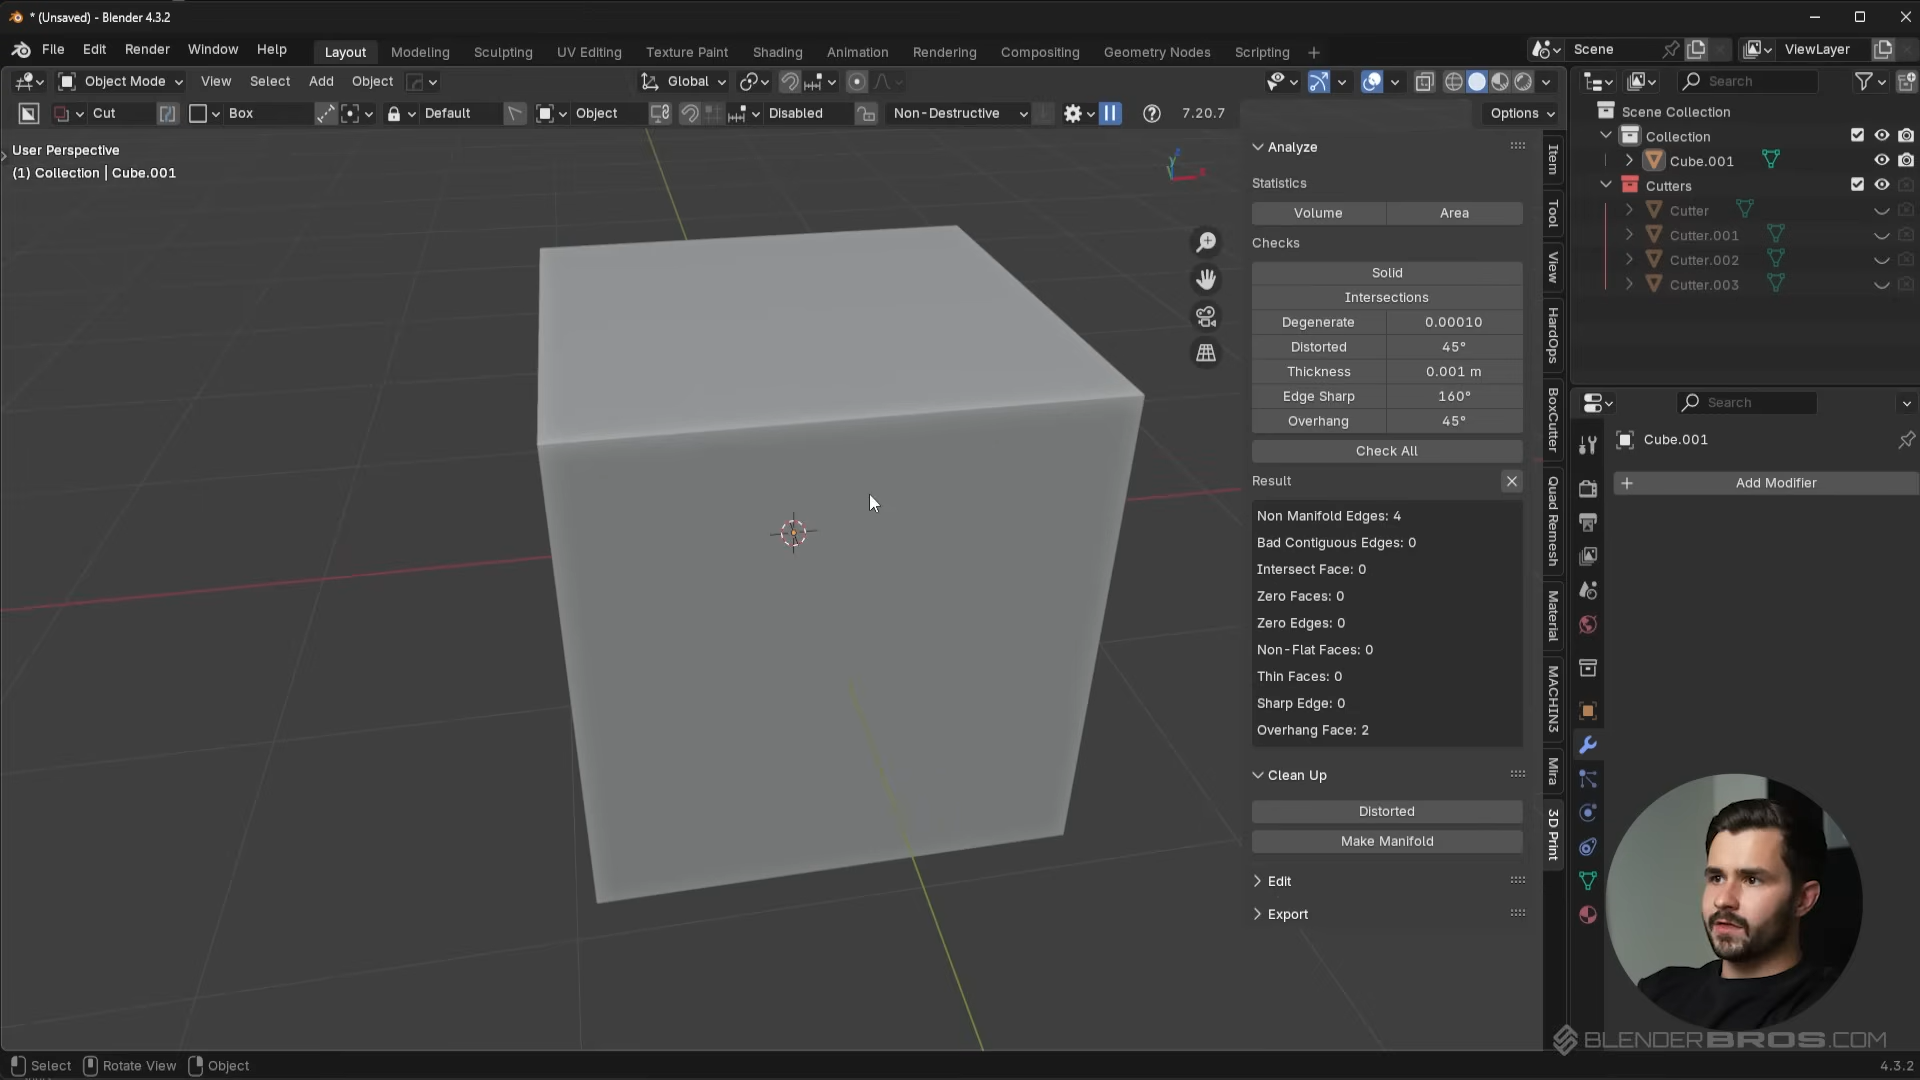 * (Unsaved) - Blender 4.3.2
File Edit Render Window Help Layout Modeling Sculpting UV Editing Texture Paint Shading Animation Rendering Compositing Geometry Nodes Scripting Scene ViewLayer
Object Mode View Select Add Object Global Search
Cut Box Default Object Disabled Non-Destructive 7.20.7 Options
User Perspective
(1) Collection | Cube.001
Analyze
Statistics
Volume Area
Checks
Solid
Intersections
Degenerate 0.00010
Distorted 45°
Thickness 0.001 m
Edge Sharp 160°
Overhang 45°
Check All
Result
Non Manifold Edges: 4
Bad Contiguous Edges: 0
Intersect Face: 0
Zero Faces: 0
Zero Edges: 0
Non-Flat Faces: 0
Thin Faces: 0
Sharp Edge: 0
Overhang Face: 2
Clean Up
Distorted
Make Manifold
Edit
Export
Item
Tool
View
HardOps
BoxCutter
Quad Remesh
Material
MACHIN3
Mira
3D Print
Scene Collection
Collection
Cube.001
Cutters
Cutter
Cutter.001
Cutter.002
Cutter.003
Search
Cube.001
Add Modifier
BLENDERBROS.COM
Select Rotate View Object 4.3.2